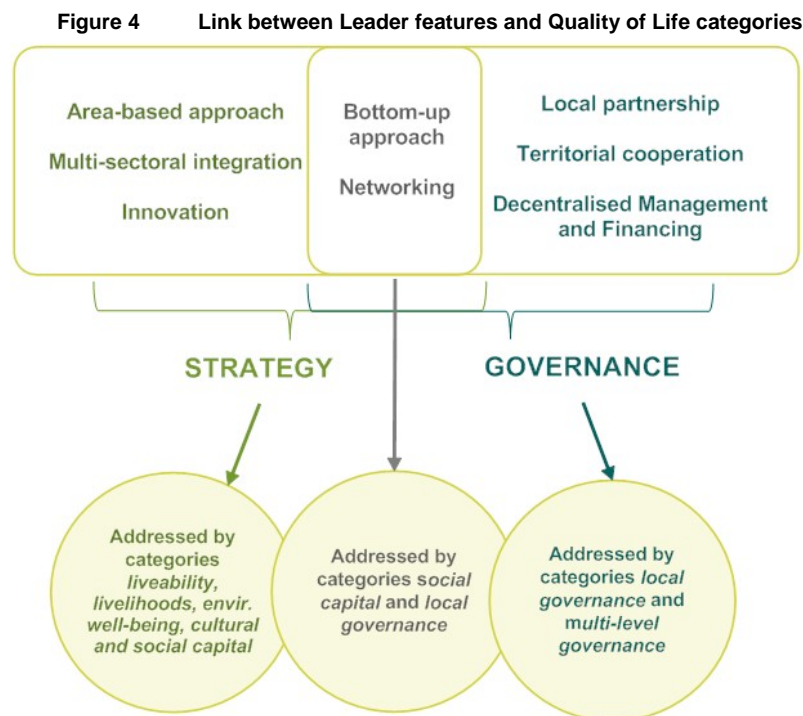 Figure 4 Link between Leader features and Quality of Life categories
Area-based approach
Multi-sectoral integration
Innovation
Bottom-up
approach
Networking
Local partnership
Territorial cooperation
Decentralised Management
and Financing
STRATEGY
GOVERNANCE
Addressed by
categories
liveability,
livelihoods, envir.
well-being, cultural
and social capital
Addressed by
categories social
capital and local
governance
Addressed by
categories local
governance and
multi-level
governance